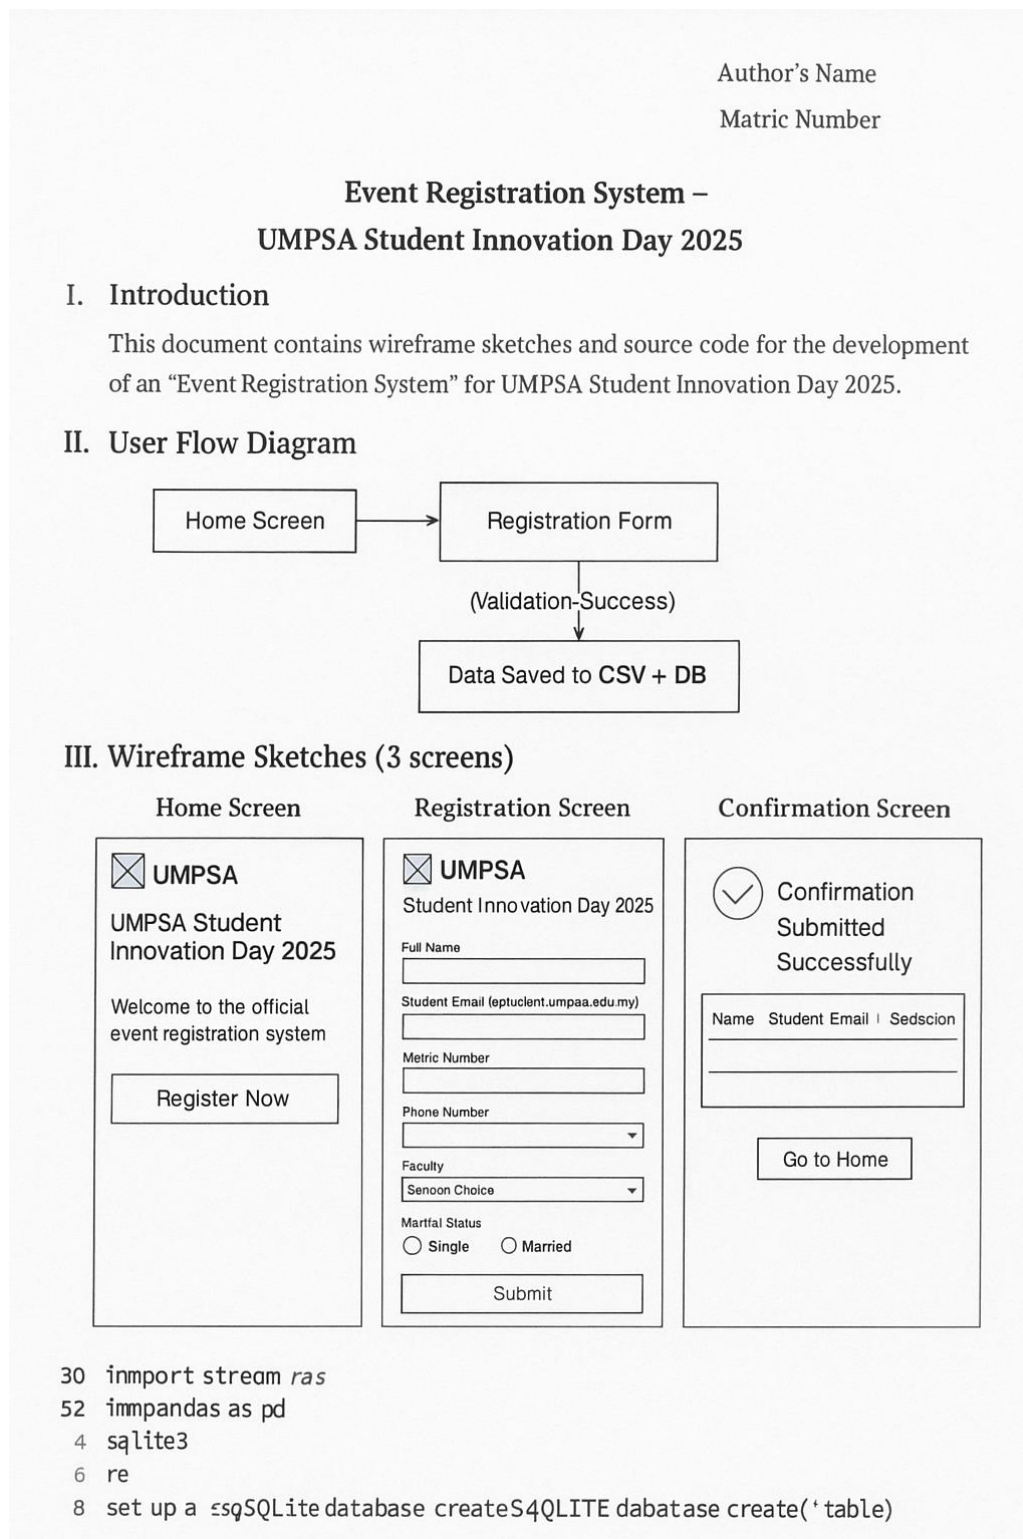 Author's Name
Matric Number
Event Registration System –
UMPSA Student Innovation Day 2025
I. Introduction
This document contains wireframe sketches and source code for the development
of an “Event Registration System” for UMPSA Student Innovation Day 2025.
II. User Flow Diagram
Home Screen
Registration Form
(Validation-Success)
Data Saved to CSV + DB
III. Wireframe Sketches (3 screens)
Home Screen
UMPSA
UMPSA Student
Innovation Day 2025
Welcome to the official
event registration system
Register Now
Registration Screen
UMPSA
Student Innovation Day 2025
Full Name
Student Email (eptuclent.umpaa.edu.my)
Metric Number
Phone Number
Faculty
Senoon Choice
Martfal Status
Single Married
Submit
Confirmation Screen
Confirmation
Submitted
Successfully
Name Student Email Sedscion
Go to Home
30 inmport stream ras
52 immpandas as pd
4 sqlite3
6 re
8 set up a SQLite database createS4QLITE dabatase create(‘table)